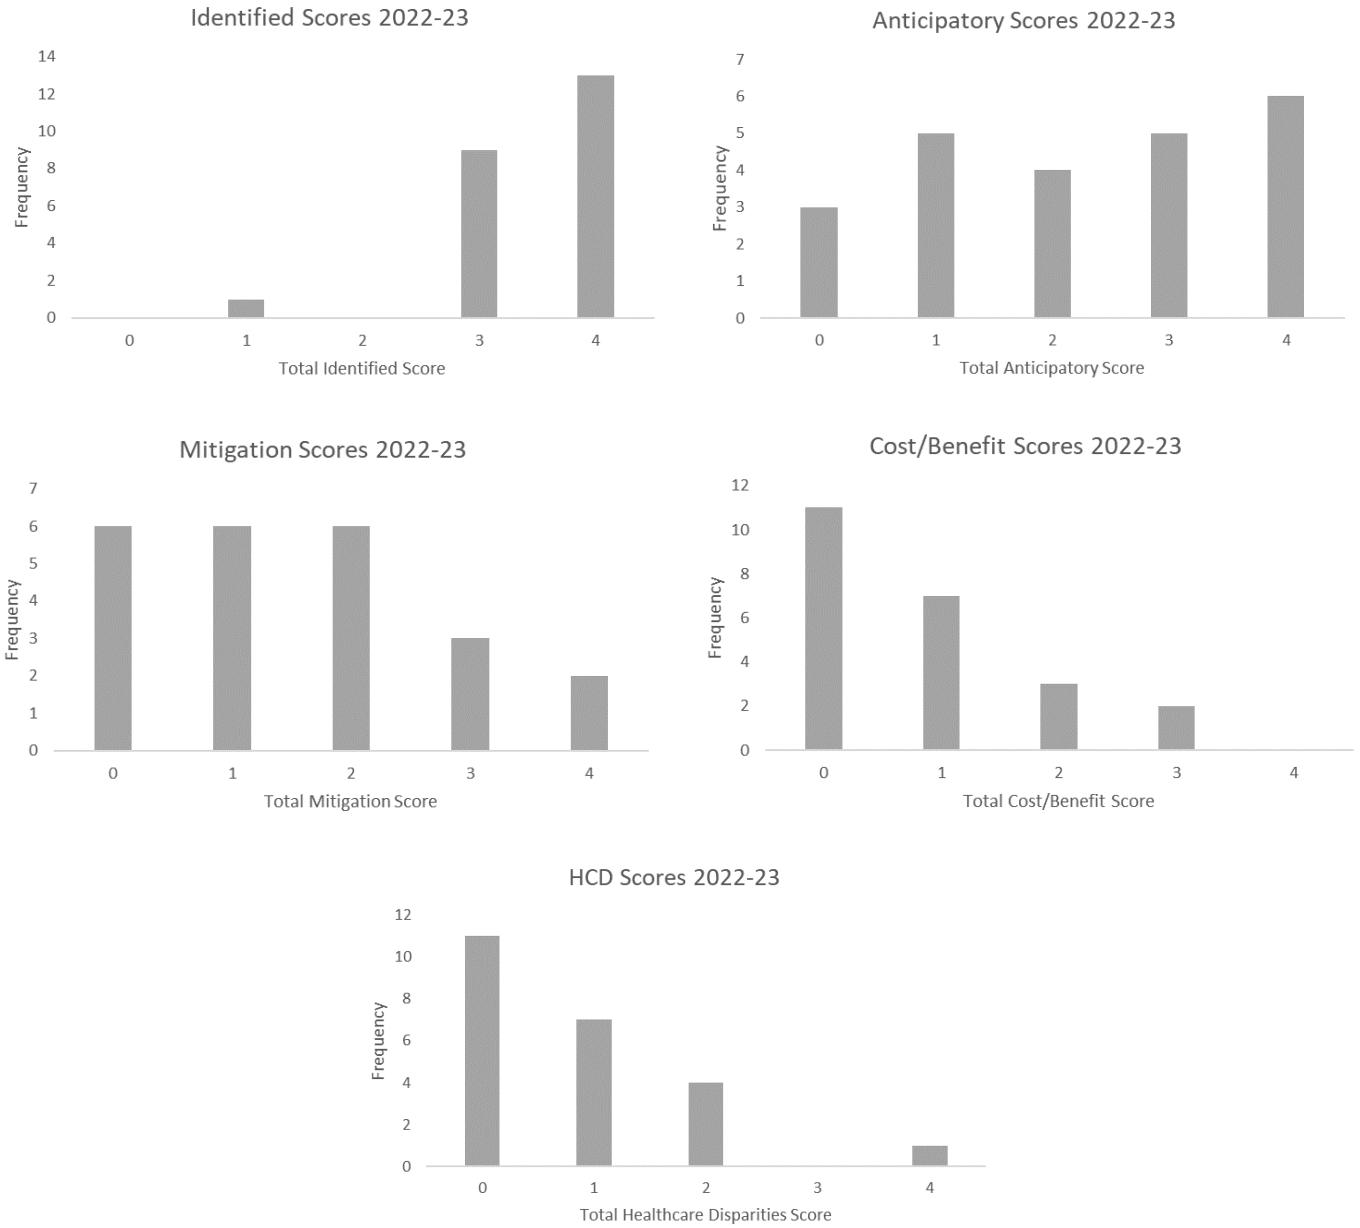 Identified Scores 2022-23
14
12
10
8
6
4
2
0
Frequency
0 1 2 3 4
Total Identified Score
Anticipatory Scores 2022-23
7
6
5
4
3
2
1
0
Frequency
0 1 2 3 4
Total Anticipatory Score
Mitigation Scores 2022-23
7
6
5
4
3
2
1
0
Frequency
0 1 2 3 4
Total Mitigation Score
Cost/Benefit Scores 2022-23
12
10
8
6
4
2
0
Frequency
0 1 2 3 4
Total Cost/Benefit Score
HCD Scores 2022-23
12
10
8
6
4
2
0
Frequency
0 1 2 3 4
Total Healthcare Disparities Score